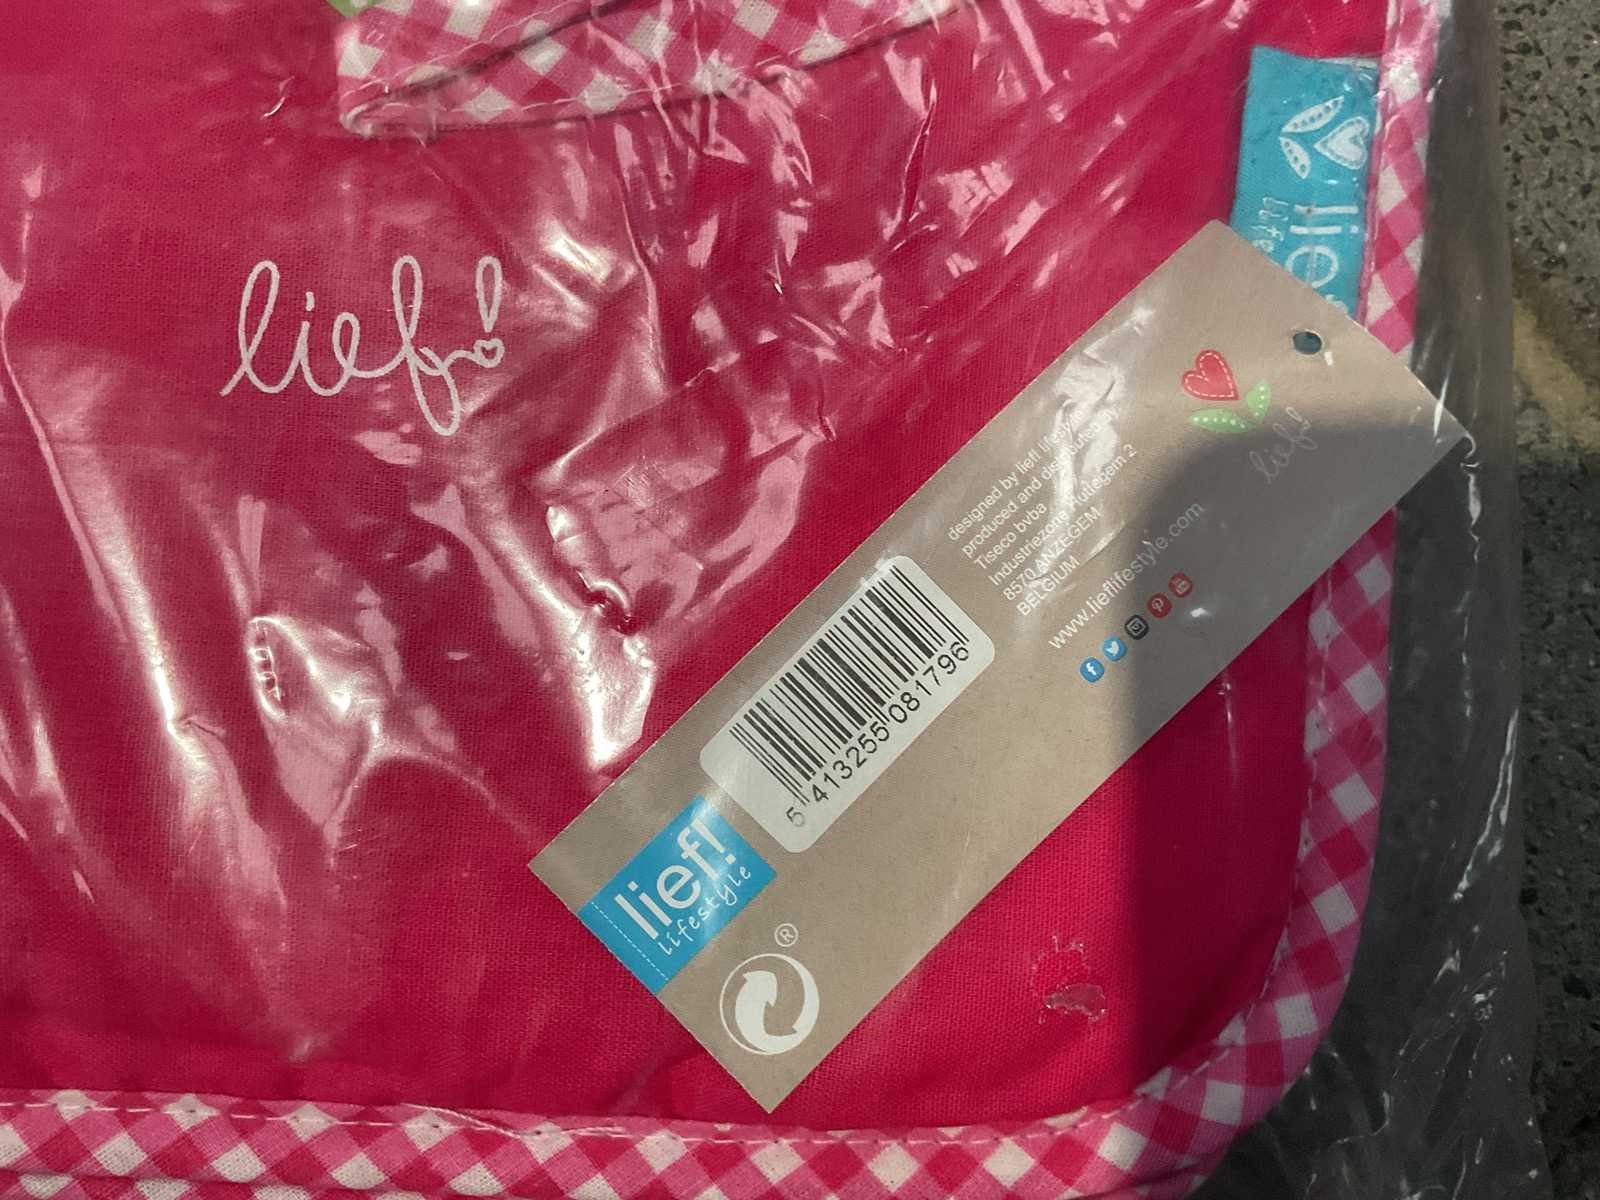 lief!
lief!
lief!
designed by lief! lifestyle
produced and distributed by
Tiseco bvba
Industriezone Vluttegem 2
8570 ANZEGEM
BELGIUM
www.lieflifestyle.com
5 413255 081796
lief!
lifestyle
®